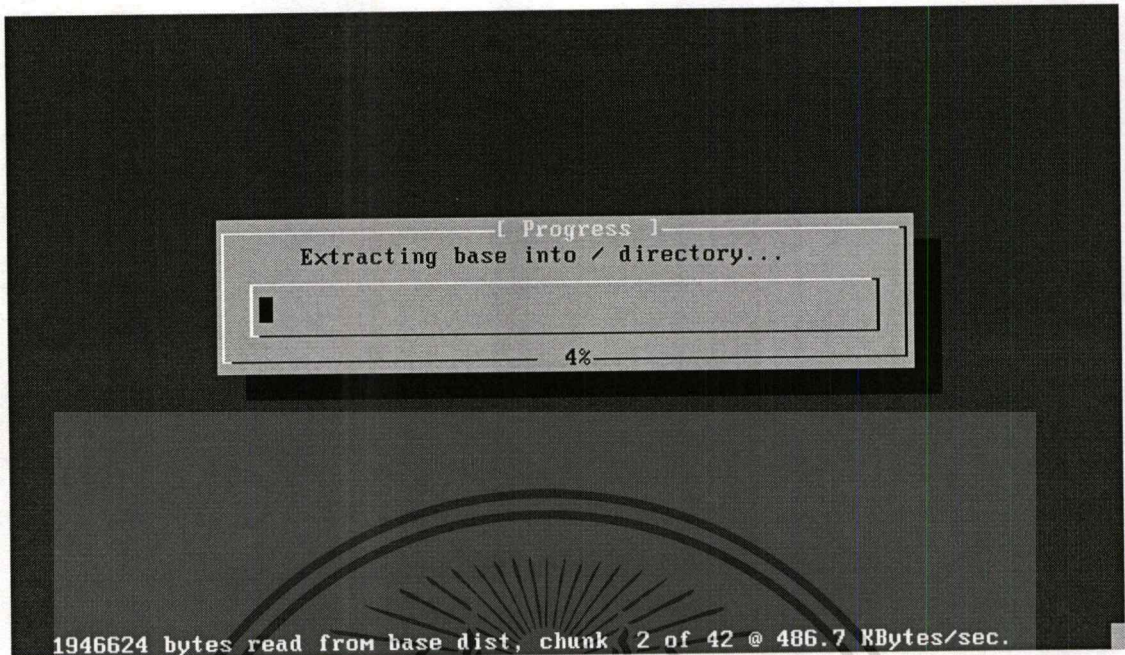 [ Progress ]
Extracting base into / directory...
4%
1946624 bytes read from base dist, chunk 2 of 42 @ 486.7 KBytes/sec.